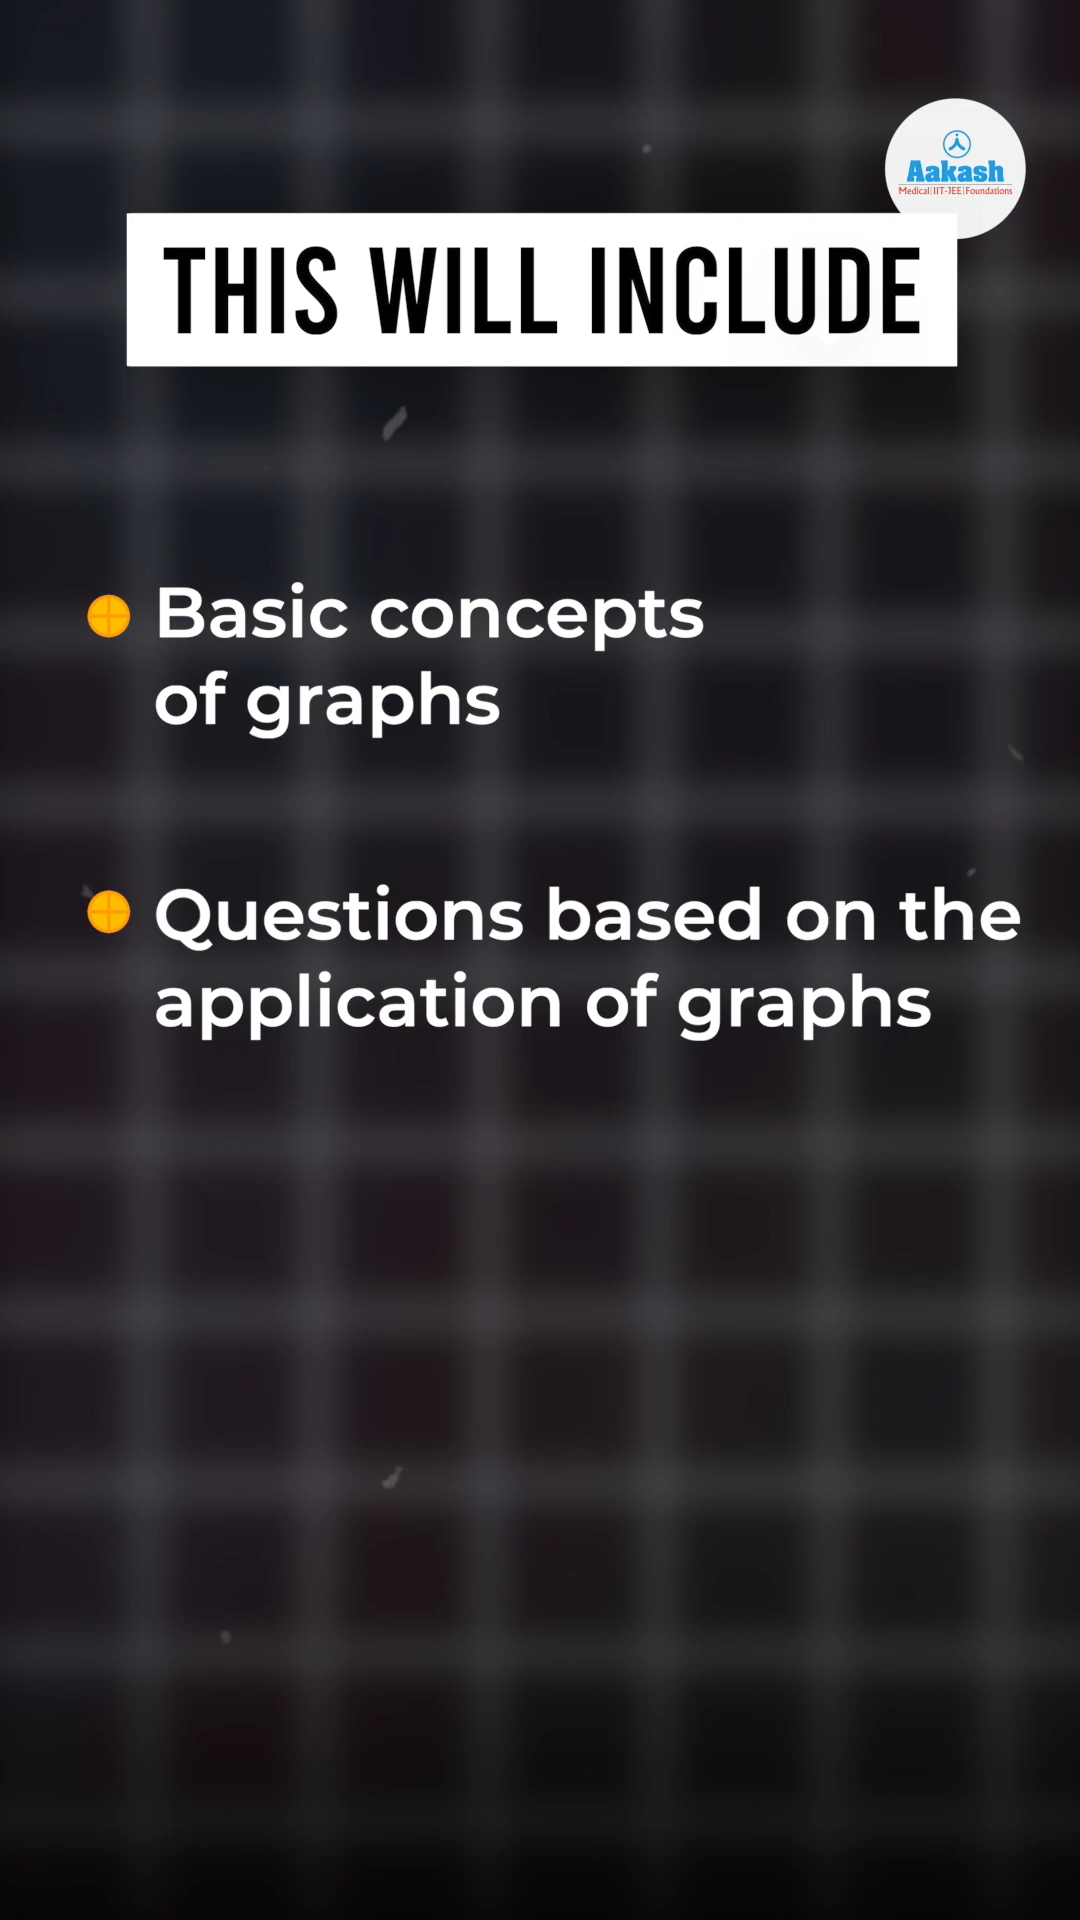 Aakash
Medical|IIT-JEE|Foundations
THIS WILL INCLUDE
Basic concepts
of graphs
Questions based on the
application of graphs